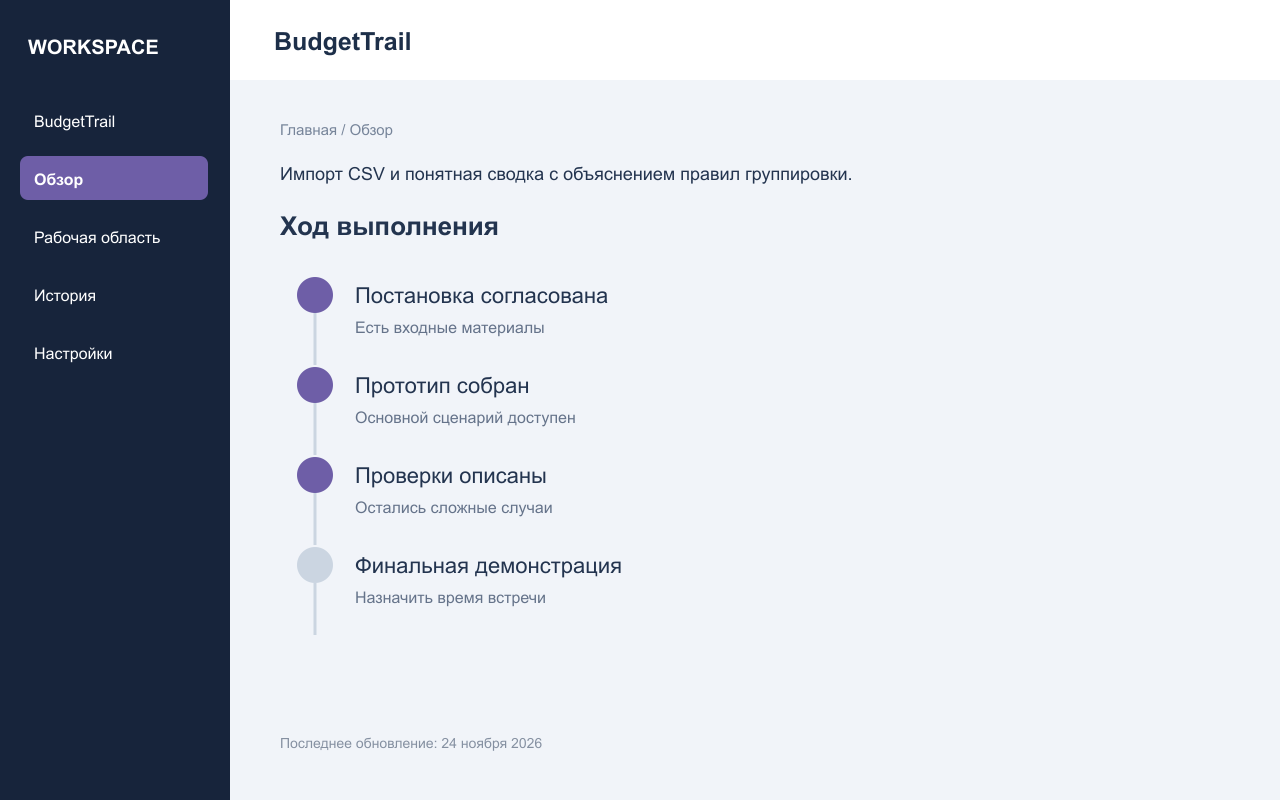 WORKSPACE
BudgetTrail
Обзор
Рабочая область
История
Настройки
BudgetTrail
Главная / Обзор
Импорт CSV и понятная сводка с объяснением правил группировки.
Ход выполнения
Постановка согласована
Есть входные материалы
Прототип собран
Основной сценарий доступен
Проверки описаны
Остались сложные случаи
Финальная демонстрация
Назначить время встречи
Последнее обновление: 24 ноября 2026